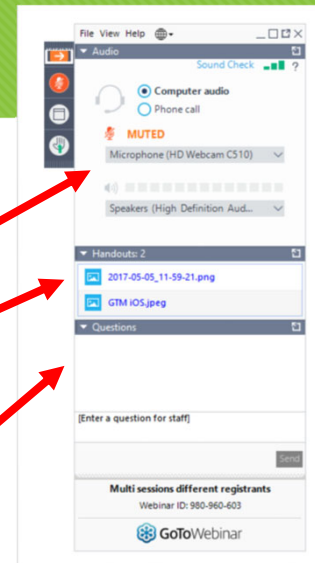 File View Help
Audio
Sound Check ?
Computer audio
Phone call
MUTED
Microphone (HD Webcam C510)
Speakers (High Definition Aud...
Handouts: 2
2017-05-05_11-59-21.png
GTM iOS.jpeg
Questions
[Enter a question for staff]
Send
Multi sessions different registrants
Webinar ID: 980-960-603
GoToWebinar